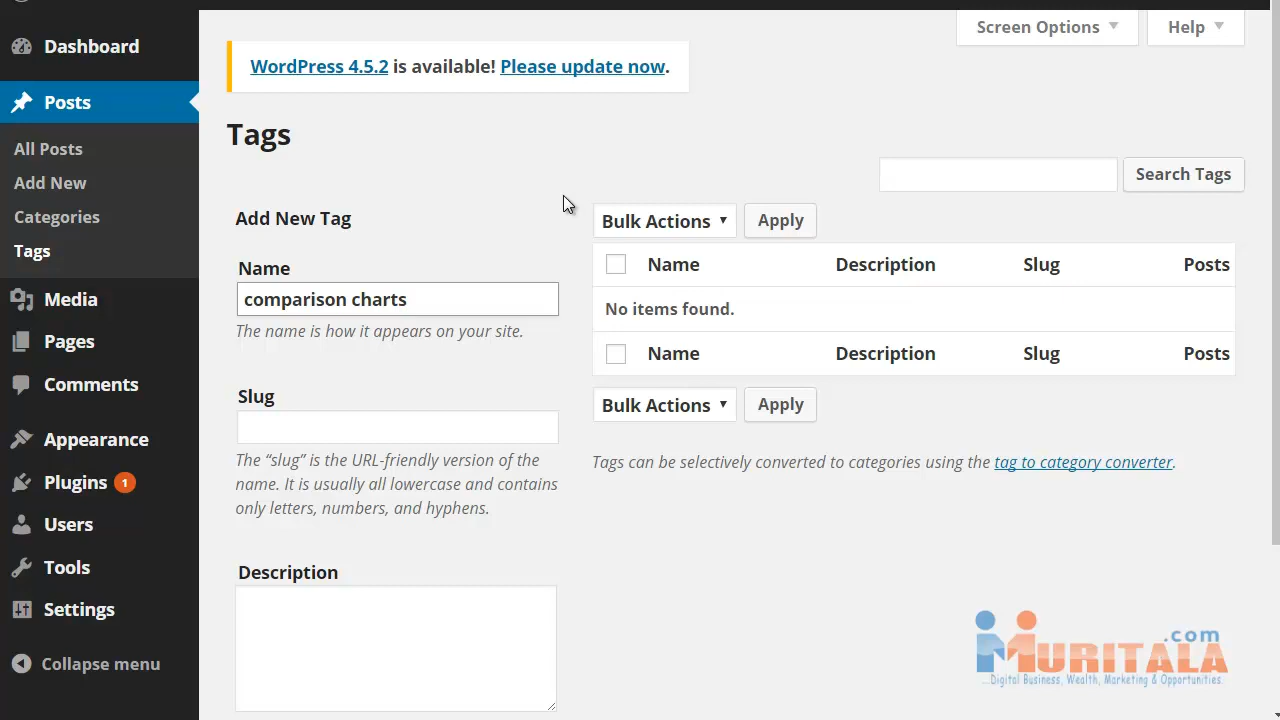 Dashboard
Posts
All Posts
Add New
Categories
Tags
Media
Pages
Comments
Appearance
Plugins 1
Users
Tools
Settings
Collapse menu
Screen Options
Help
WordPress 4.5.2 is available! Please update now.
Tags
Search Tags
Add New Tag
Name
comparison charts
The name is how it appears on your site.
Slug
The “slug” is the URL-friendly version of the
name. It is usually all lowercase and contains
only letters, numbers, and hyphens.
Description
Bulk Actions Apply
Name Description Slug Posts
No items found.
Name Description Slug Posts
Bulk Actions Apply
Tags can be selectively converted to categories using the tag to category converter.
.com
MURITALA
...Digital Business, Wealth, Marketing & Opportunities.